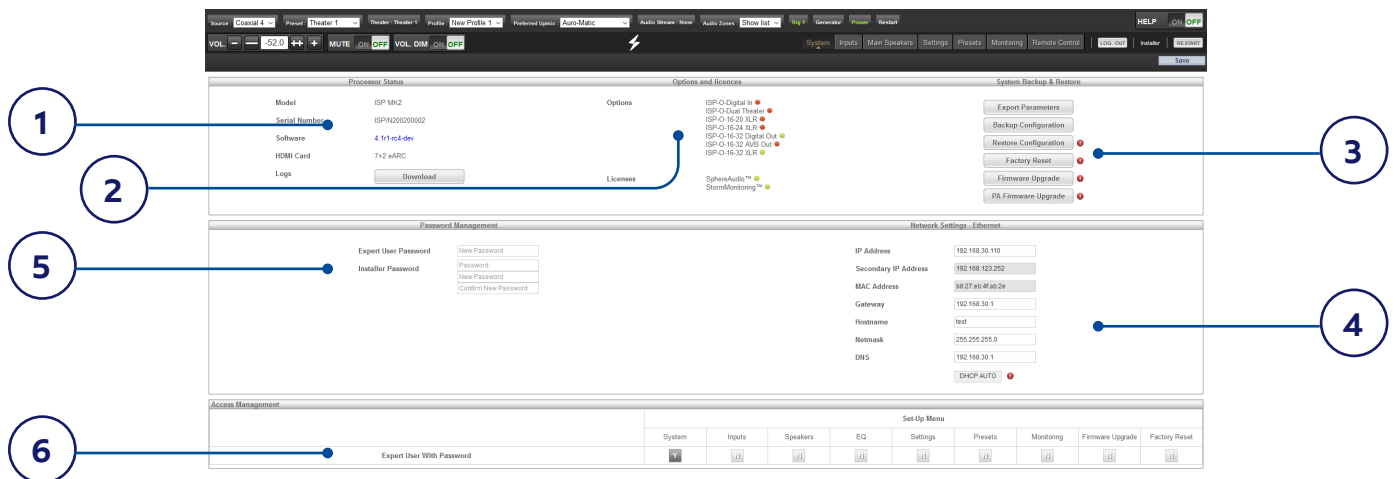 Source : Coaxial 4 Preset : Theater 1 Theater : Theater 1 Profile : New Profile 1 Preferred Upmix : Auro-Matic Audio Stream : None Audio Zones : Show list Trig 1 Generator Power Restart HELP ON OFF
VOL. -52.0 MUTE ON OFF VOL. DIM ON OFF System Inputs Main Speakers Settings Presets Monitoring Remote Control LOG. OUT Installer RESTART
Save
Processor Status Options and licences System Backup & Restore
Model ISP MK2 Options ISP-O-Digital In
ISP-O-Dual Theater Export Parameters
Serial Number ISP/N200200002 ISP-O-16-20 XLR
ISP-O-16-24 XLR Backup Configuration
Software 4.1r1-rc4-dev ISP-O-16-32 Digital Out
ISP-O-16-32 AVB Out Restore Configuration
HDMI Card 7+2 eARC ISP-O-16-32 XLR Factory Reset
Logs Download Licenses SphereAudio™ Firmware Upgrade
StormMonitoring™ PA Firmware Upgrade
1
2
3
Password Management Network Settings - Ethernet
Expert User Password New Password IP Address 192.168.30.110
Installer Password Password Secondary IP Address 192.168.123.252
New Password
Confirm New Password MAC Address
Gateway 192.168.30.1
Hostname test
Netmask 255.255.255.0
DNS 192.168.30.1
DHCP AUTO
5
4
Access Management
Set-Up Menu
System Inputs Speakers EQ Settings Presets Monitoring Firmware Upgrade Factory Reset
Expert User With Password Y
6